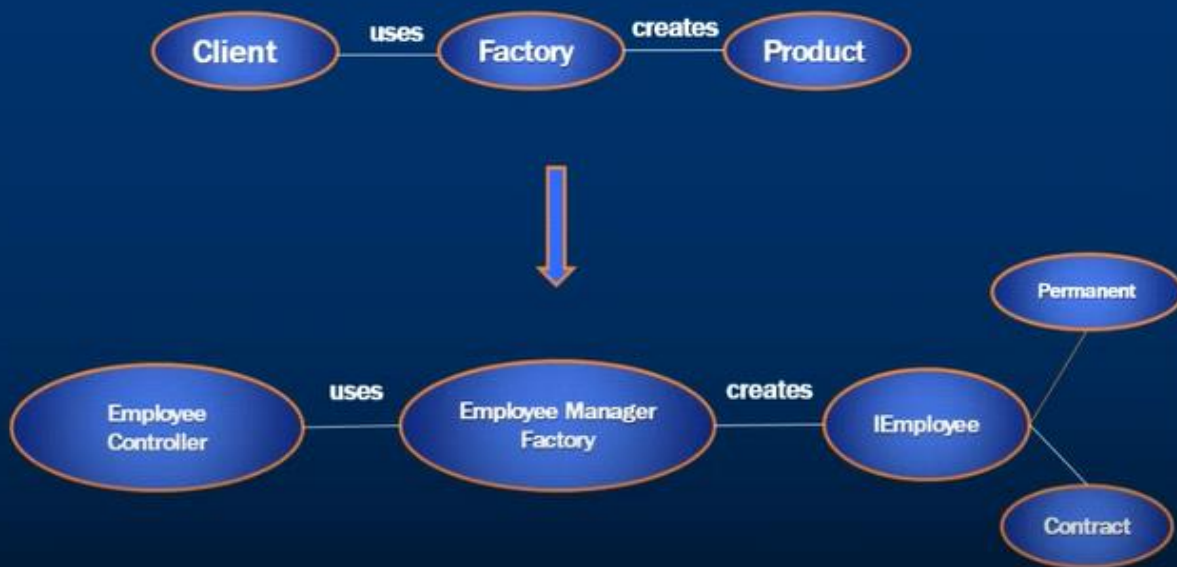 Client
uses
Factory
creates
Product
Permanent
Employee
Controller
uses
Employee Manager
Factory
creates
IEmployee
Contract